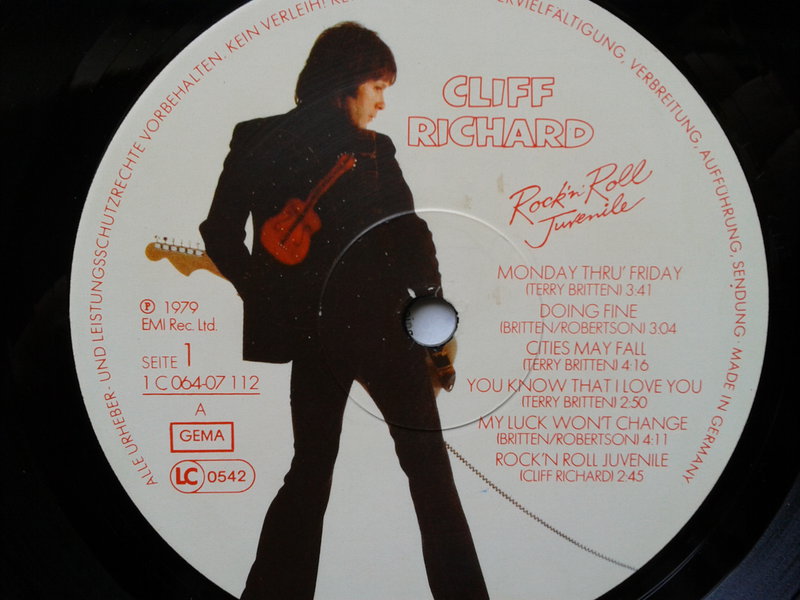 ALLE URHEBER- UND LEISTUNGSSCHUTZRECHTE VORBEHALTEN. KEIN VERLEIH! VERVIELFÄLTIGUNG, VERBREITUNG, AUFFÜHRUNG, SENDUNG · MADE IN GERMANY
CLIFF
RICHARD
Rock'n'Roll
Juvenile
MONDAY THRU' FRIDAY
(TERRY BRITTEN) 3:41
DOING FINE
(BRITTEN/ROBERTSON) 3:04
CITIES MAY FALL
(TERRY BRITTEN) 4:16
YOU KNOW THAT I LOVE YOU
(TERRY BRITTEN) 2:50
MY LUCK WON'T CHANGE
(BRITTEN/ROBERTSON) 4:11
ROCK'N ROLL JUVENILE
(CLIFF RICHARD) 2:45
℗ 1979
EMI Rec. Ltd.
SEITE 1
1 C 064-07 112
A
GEMA
LC 0542